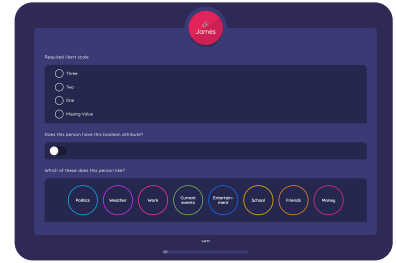 James
Required likert scale
Three
Two
One
Missing Value
Does this person have this boolean attribute?
Which of these does this person like?
Politics
Weather
Work
Current
events
Entertain-
ment
School
Friends
Money